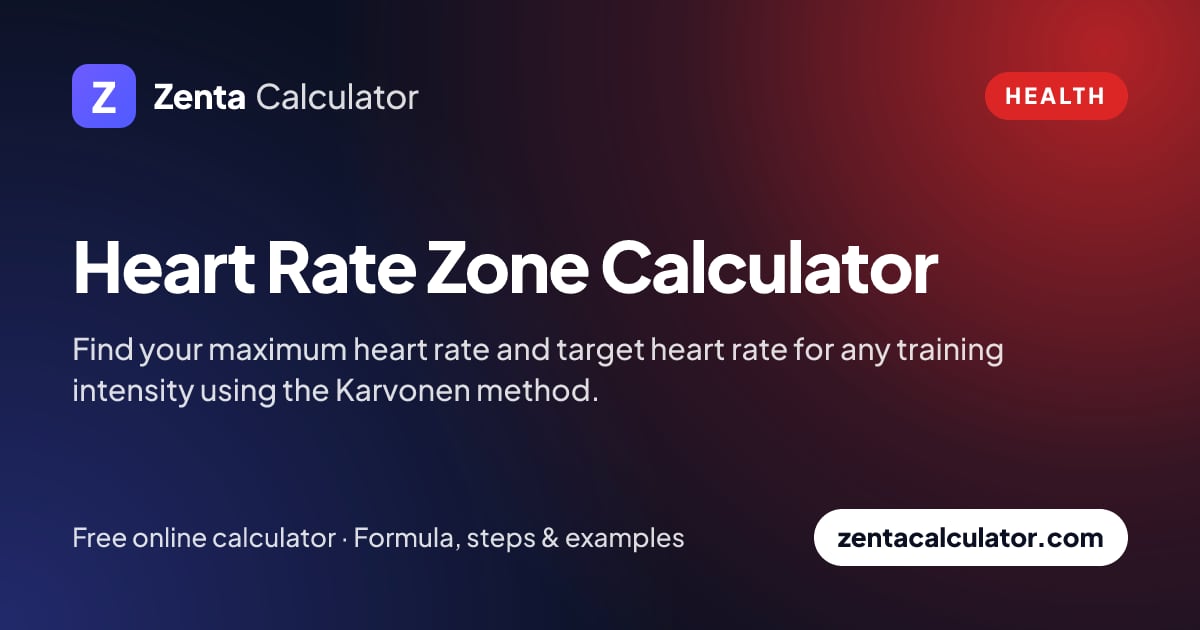 Z Zenta Calculator
HEALTH
Heart Rate Zone Calculator
Find your maximum heart rate and target heart rate for any training
intensity using the Karvonen method.
Free online calculator · Formula, steps & examples
zentacalculator.com